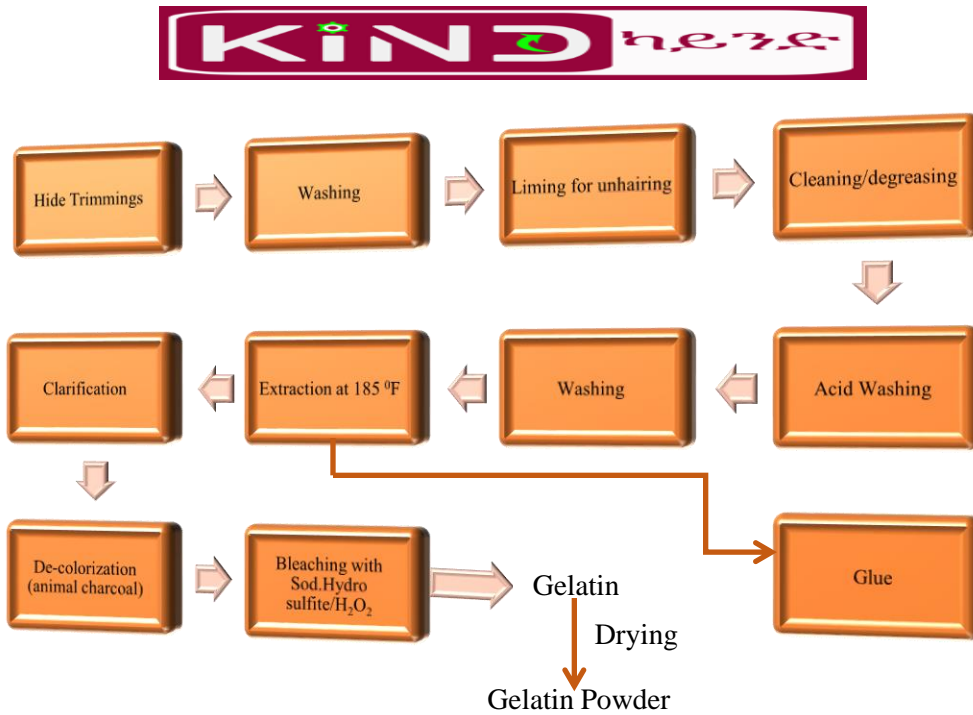 KiND ካይንድ
Hide Trimmings
Washing
Liming for unhairing
Cleaning/degreasing
Acid Washing
Washing
Extraction at 185 ⁰F
Clarification
De-colorization
(animal charcoal)
Bleaching with
Sod.Hydro
sulfite/H₂O₂
Gelatin
Drying
Gelatin Powder
Glue